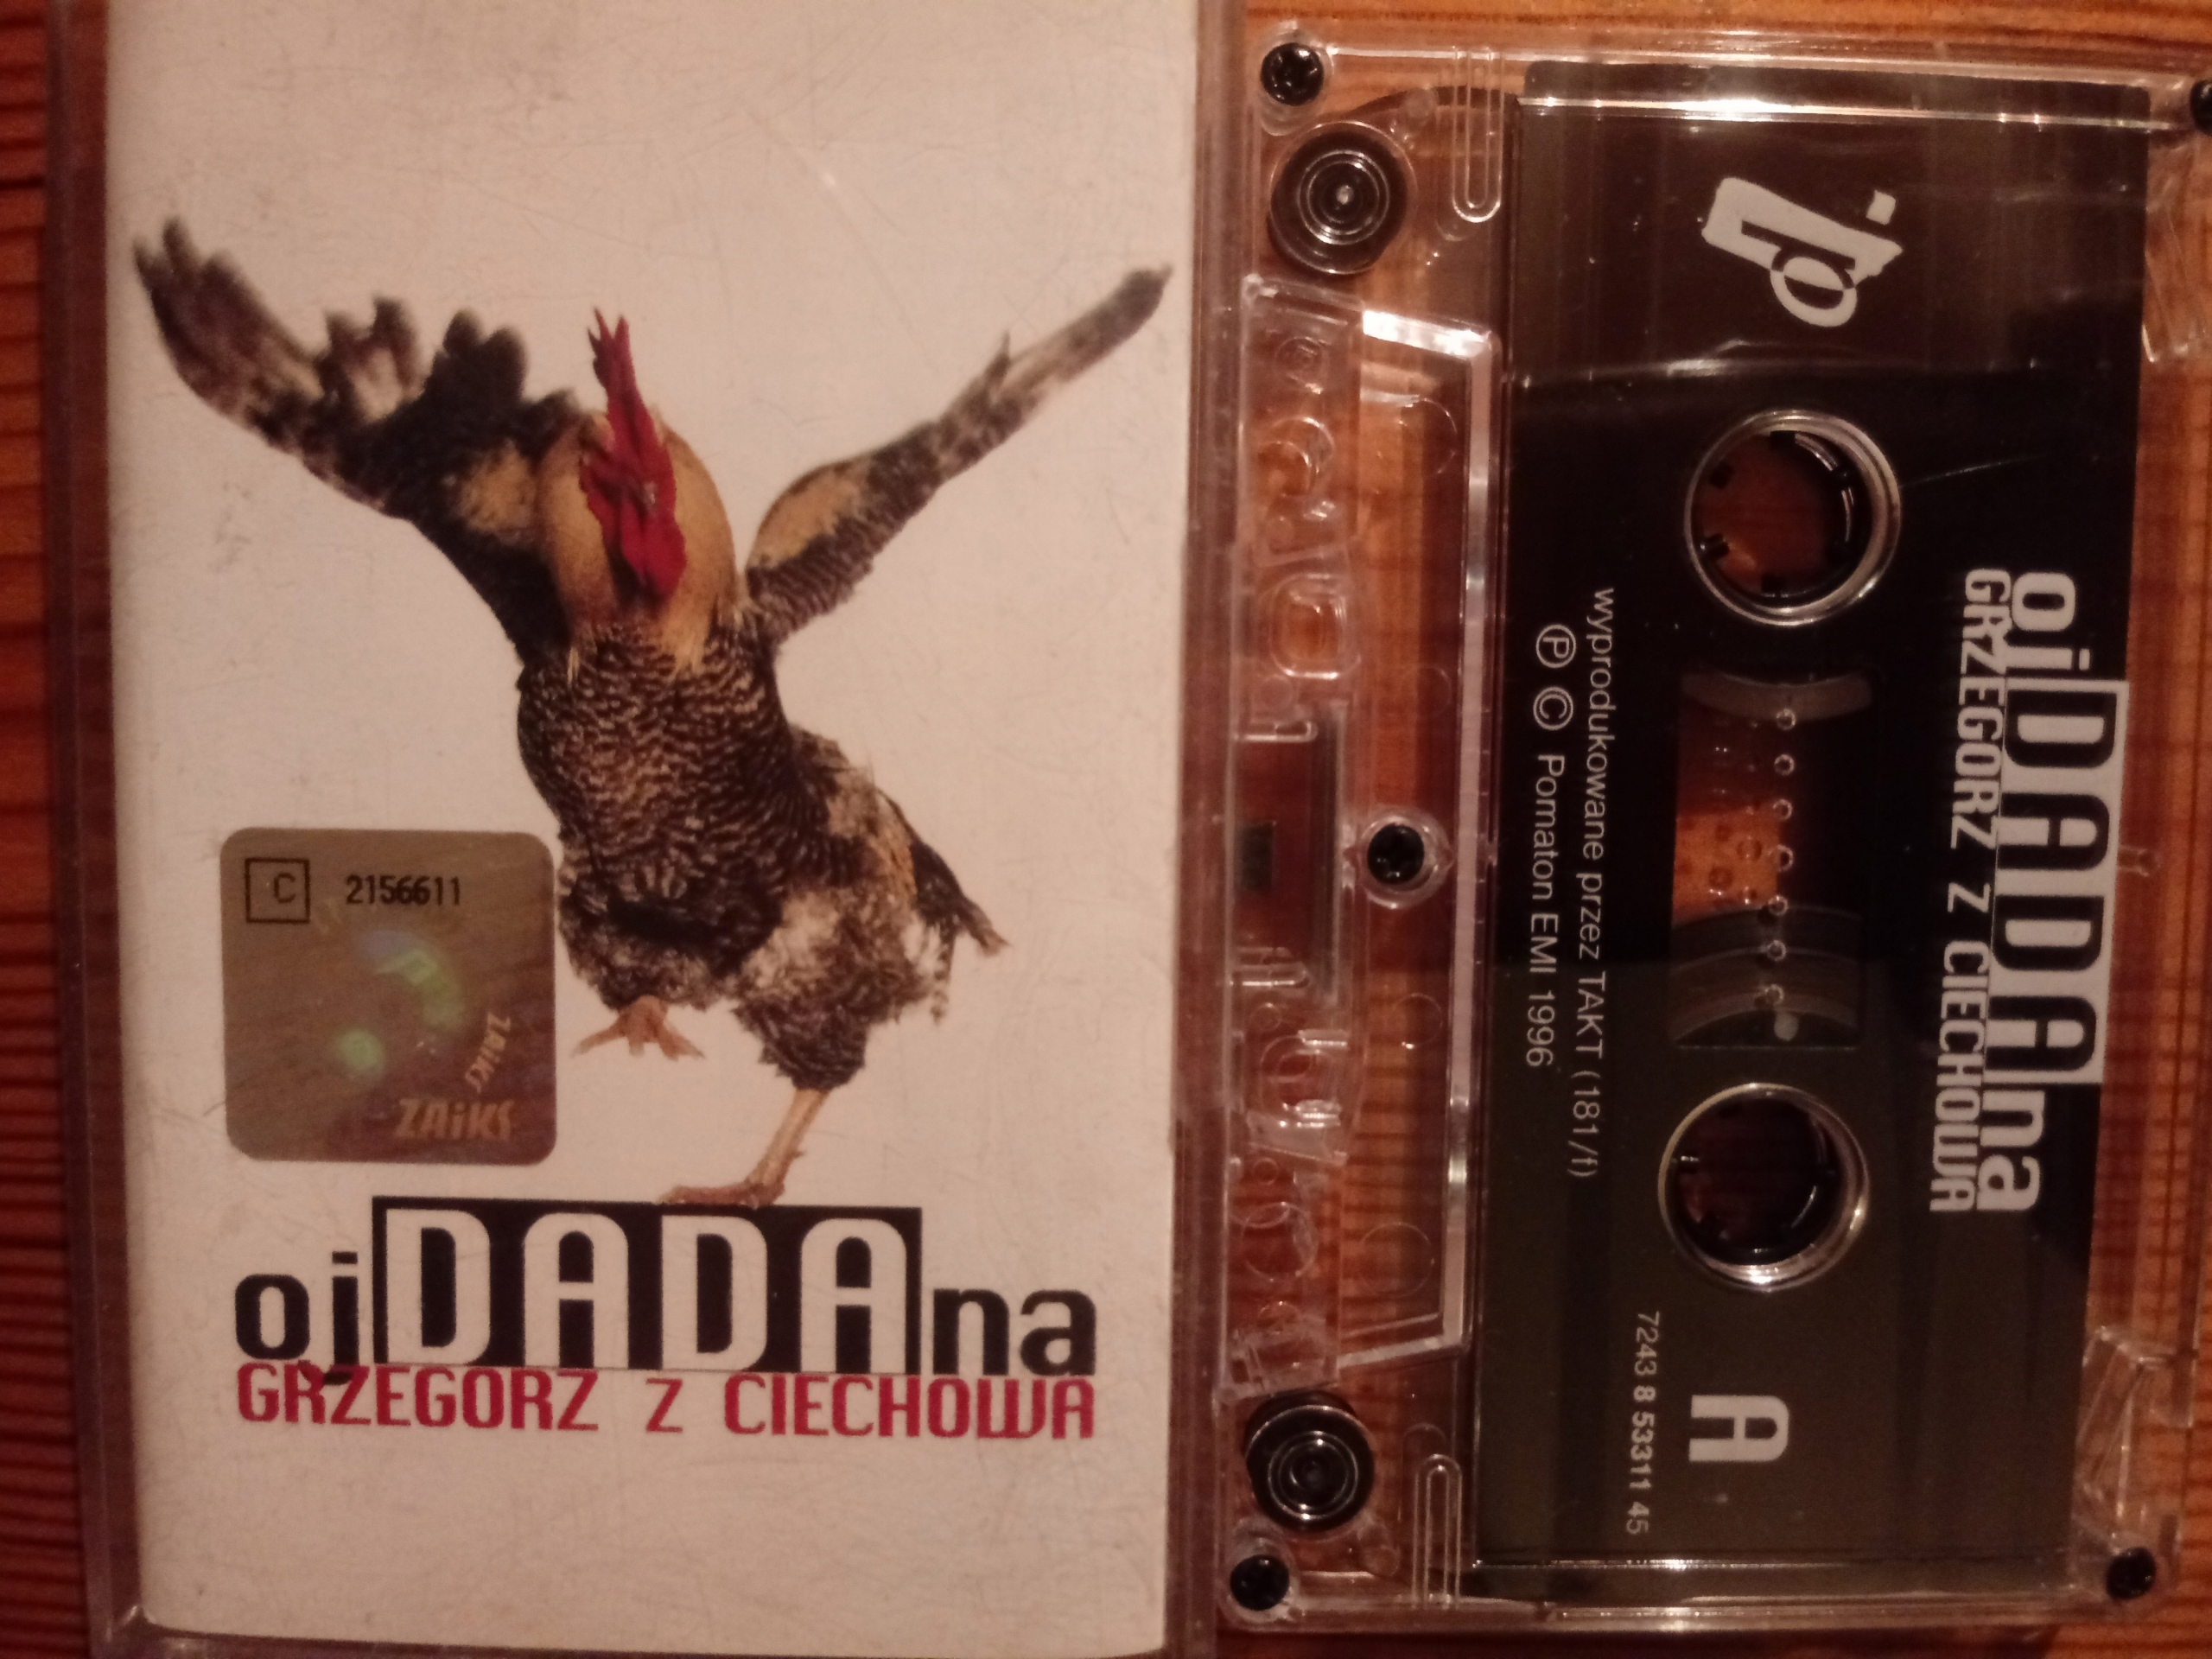 C 2156611
ZAiKS
ZAiKS
ojDADAna
GRZEGORZ Z CIECHOWA
p
ojDADAna
GRZEGORZ Z CIECHOWA
wyprodukowane przez TAKT (181/f)
Ⓟ © Pomaton EMI 1996
A
7243 8 53311 45